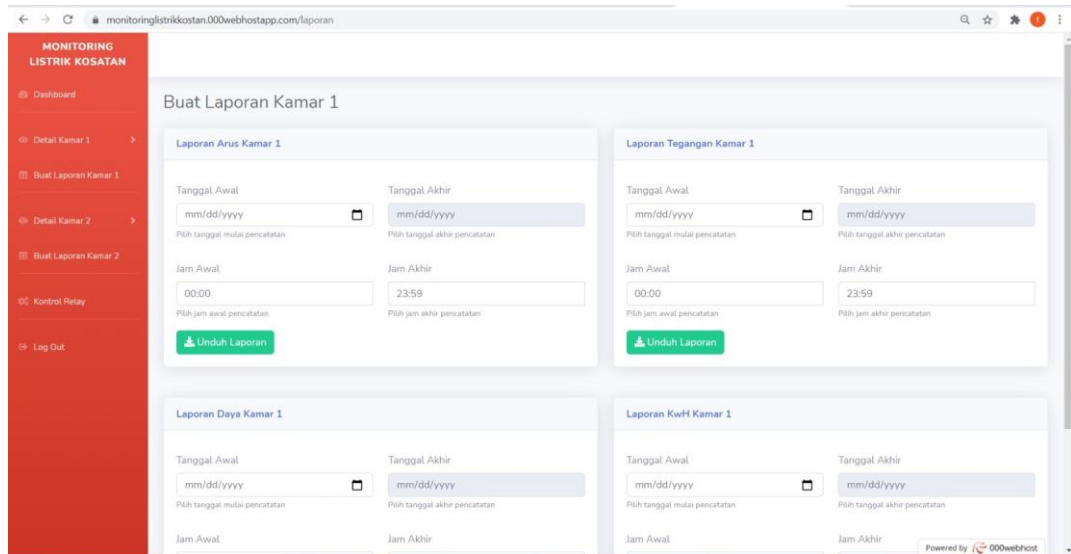 monitoringlistrikkostan.000webhostapp.com/laporan
MONITORING
LISTRIK KOSATAN
Dashboard
Detail Kamar 1
Buat Laporan Kamar 1
Detail Kamar 2
Buat Laporan Kamar 2
Kontrol Relay
Log Out
Buat Laporan Kamar 1
Laporan Arus Kamar 1
Tanggal Awal Tanggal Akhir
mm/dd/yyyy mm/dd/yyyy
Pilih tanggal mulai pencatatan Pilih tanggal akhir pencatatan
Jam Awal Jam Akhir
00:00 23:59
Pilih jam awal pencatatan Pilih jam akhir pencatatan
Unduh Laporan
Laporan Tegangan Kamar 1
Tanggal Awal Tanggal Akhir
mm/dd/yyyy mm/dd/yyyy
Pilih tanggal mulai pencatatan Pilih tanggal akhir pencatatan
Jam Awal Jam Akhir
00:00 23:59
Pilih jam awal pencatatan Pilih jam akhir pencatatan
Unduh Laporan
Laporan Daya Kamar 1
Tanggal Awal Tanggal Akhir
mm/dd/yyyy mm/dd/yyyy
Pilih tanggal mulai pencatatan Pilih tanggal akhir pencatatan
Jam Awal Jam Akhir
Laporan KwH Kamar 1
Tanggal Awal Tanggal Akhir
mm/dd/yyyy mm/dd/yyyy
Pilih tanggal mulai pencatatan Pilih tanggal akhir pencatatan
Jam Awal Jam Akhir
Powered by 000webhost